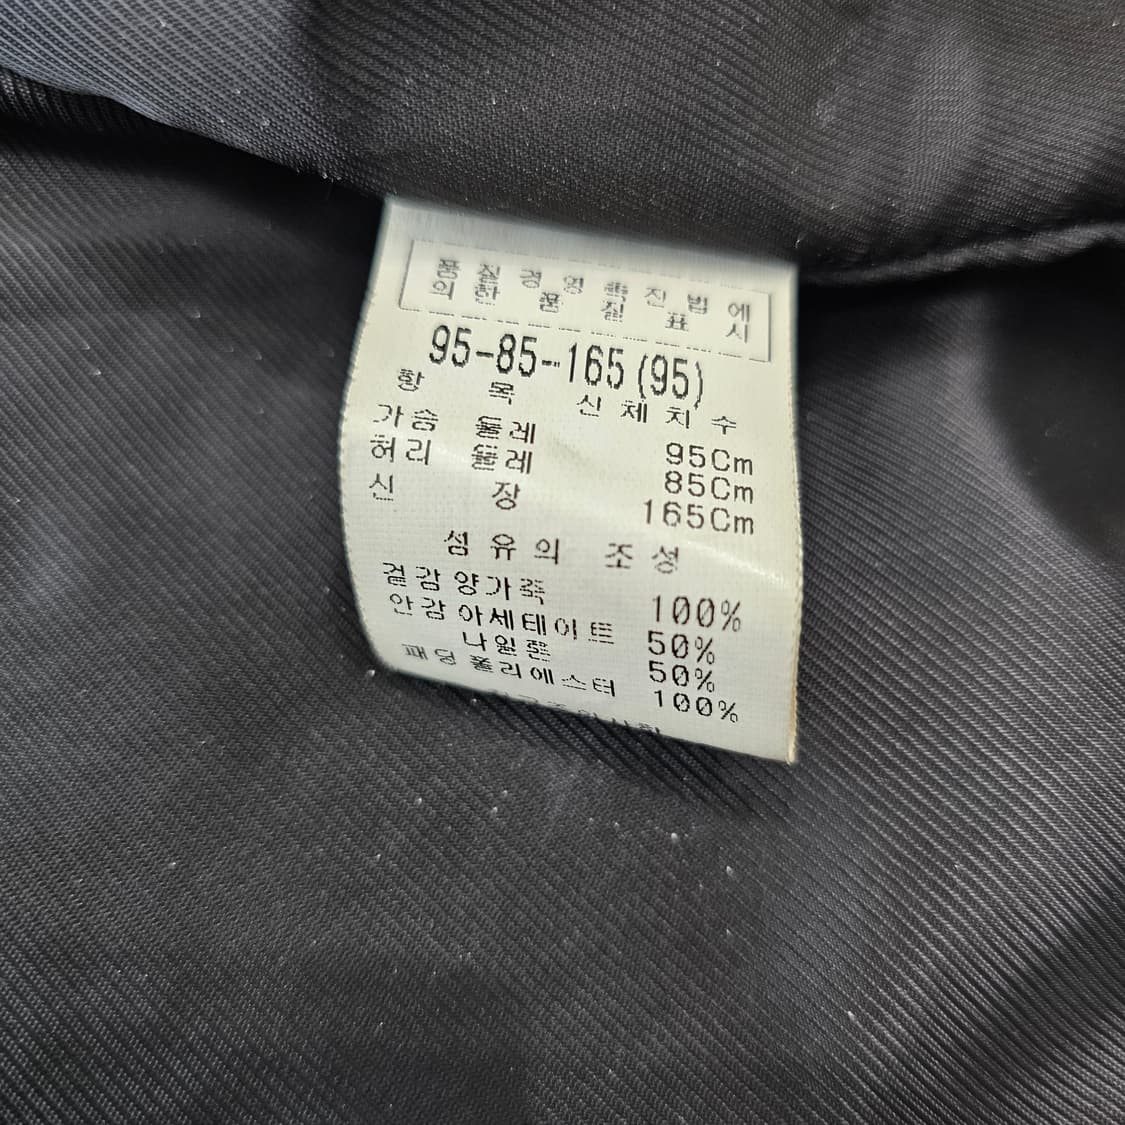 품질경영촉진법에
의한 품질표시
95-85-165(95)
항 목 신체치수
가슴 둘레 95Cm
허리 둘레 85Cm
신 장 165Cm
섬유의 조성
겉감 양가죽 100%
안감 아세테이트 50%
나일론 50%
패딩 폴리에스터 100%